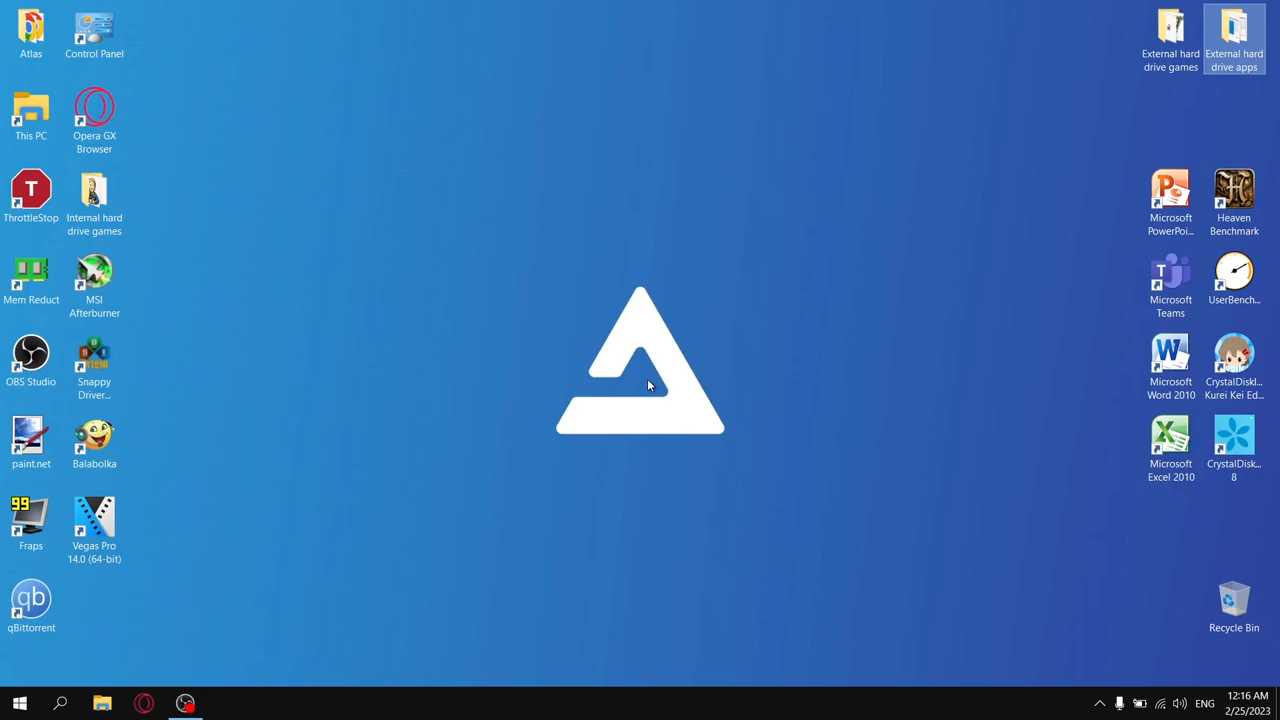 Atlas
Control Panel
This PC
Opera GX
Browser
T
ThrottleStop
Internal hard
drive games
Mem Reduct
MSI
Afterburner
OBS Studio
Snappy
Driver...
paint.net
Balabolka
99
Fraps
Vegas Pro
14.0 (64-bit)
qb
qBittorrent
External hard
drive games
External hard
drive apps
P
Microsoft
PowerPoi...
H
Heaven
Benchmark
T
Microsoft
Teams
UserBench...
W
Microsoft
Word 2010
CrystalDiskI...
Kurei Kei Ed...
X
Microsoft
Excel 2010
CrystalDisk...
8
Recycle Bin
ENG
12:16 AM
2/25/2023